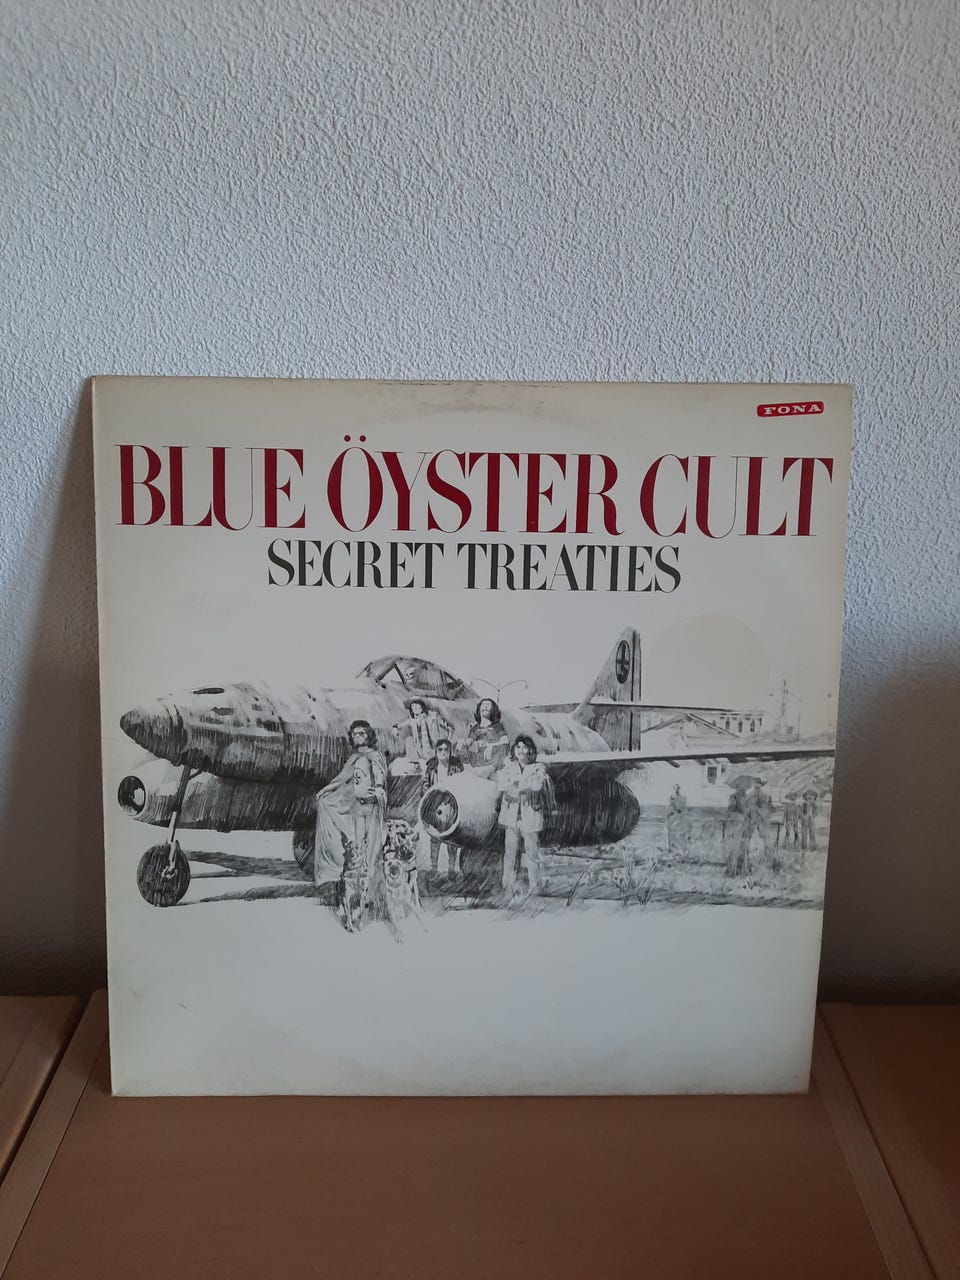 FONA
BLUE ÖYSTER CULT
SECRET TREATIES